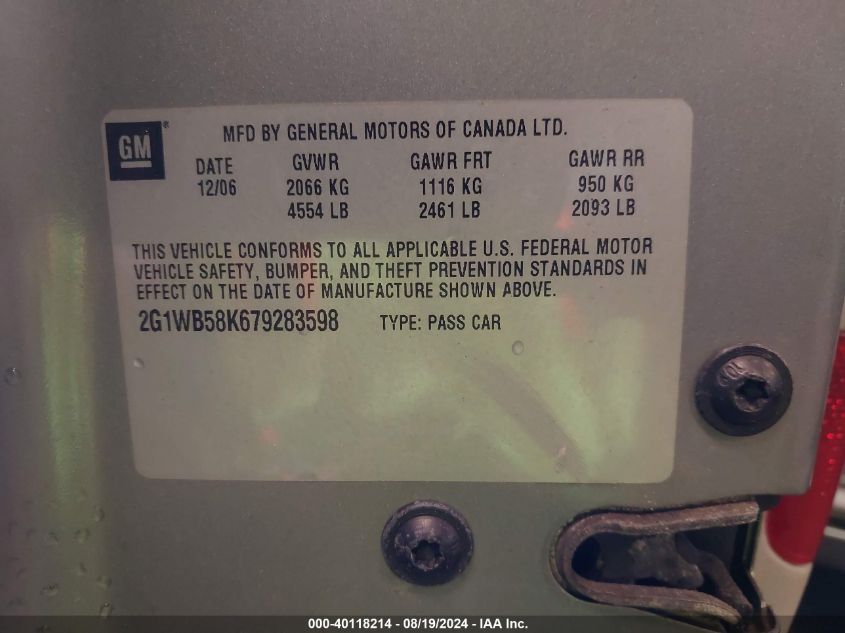 GM ®
MFD BY GENERAL MOTORS OF CANADA LTD.
DATE GVWR GAWR FRT GAWR RR
12/06 2066 KG 1116 KG 950 KG
4554 LB 2461 LB 2093 LB
THIS VEHICLE CONFORMS TO ALL APPLICABLE U.S. FEDERAL MOTOR
VEHICLE SAFETY, BUMPER, AND THEFT PREVENTION STANDARDS IN
EFFECT ON THE DATE OF MANUFACTURE SHOWN ABOVE.
2G1WB58K679283598 TYPE: PASS CAR
000-40118214 - 08/19/2024 - IAA Inc.